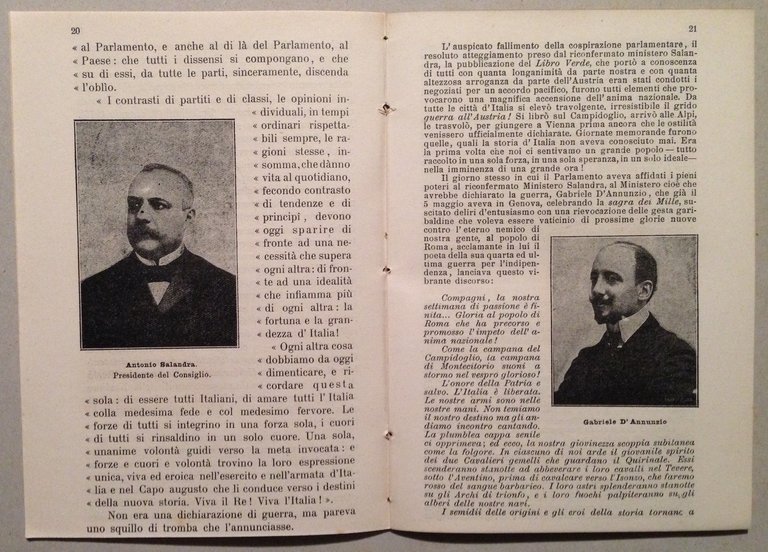 20
« al Parlamento, e anche al di là del Parlamento, al
« Paese: che tutti i dissensi si compongano, e che
« su di essi, da tutte le parti, sinceramente, discenda
« l'oblìo.
« I contrasti di partiti e di classi, le opinioni in-
« dividuali, in tempi
« ordinari rispetta-
« bili sempre, le ra-
« gioni stesse, in-
« somma, che dànno
« vita al quotidiano,
« fecondo contrasto
« di tendenze e di
« principi, devono
« oggi sparire di
« fronte ad una ne-
« cessità che supera
« ogni altra: di fron-
« te ad una idealità
« che infiamma più
« di ogni altra: la
« fortuna e la gran-
« dezza d'Italia!
« Ogni altra cosa
« dobbiamo da oggi
« dimenticare, e ri-
« cordare questa
Antonio Salandra.
Presidente del Consiglio.
« sola: di essere tutti Italiani, di amare tutti l'Italia
« colla medesima fede e col medesimo fervore. Le
« forze di tutti si integrino in una forza sola, i cuori
« di tutti si rinsaldino in un solo cuore. Una sola,
« unanime volontà guidi verso la meta invocata: e
« forze e cuori e volontà trovino la loro espressione
« unica, viva ed eroica nell'esercito e nell'armata d'Ita-
« lia e nel Capo augusto che li conduce verso i destini
« della nuova storia. Viva il Re! Viva l'Italia! ».
Non era una dichiarazione di guerra, ma pareva
uno squillo di tromba che l'annunciasse.
21
L'auspicato fallimento della cospirazione parlamentare, il
resoluto atteggiamento preso dal riconfermato ministero Salan-
dra, la pubblicazione del Libro Verde, che portò a conoscenza
di tutti con quanta longanimità da parte nostra e con quanta
altezzosa arroganza da parte dell'Austria eran stati condotti i
negoziati per un accordo pacifico, furono tutti elementi che pro-
vocarono una magnifica accensione dell'anima nazionale. Da
tutte le città d'Italia si elevò travolgente, irresistibile il grido
guerra all'Austria! Si librò sul Campidoglio, arrivò alle Alpi,
le trasvolò, per giungere a Vienna prima ancora che le ostilità
venissero ufficialmente dichiarate. Giornate memorande furono
quelle, quali la storia d'Italia non aveva conosciuto mai. Era
la prima volta che noi ci sentivamo un grande popolo — tutto
raccolto in una sola forza, in una sola speranza, in un solo ideale—
nella imminenza di una grande ora!
Il giorno stesso in cui il Parlamento aveva affidati i pieni
poteri al riconfermato Ministero Salandra, al Ministero cioè che
avrebbe dichiarato la guerra, Gabriele D'Annunzio, che già il
5 maggio aveva in Genova, celebrando la sagra dei Mille, su-
scitato deliri d'entusiasmo con una rievocazione delle gesta gari-
baldine che voleva essere vaticinio di prossime glorie nuove
contro l'eterno nemico di
nostra gente, al popolo di
Roma, acclamante in lui il
poeta della sua quarta ed ul-
tima guerra per l'indipen-
denza, lanciava questo vi-
brante discorso:
Compagni, la nostra
settimana di passione è fi-
nita... Gloria al popolo di
Roma che ha precorso e
promosso l'impeto dell'a-
nima nazionale!
Come la campana del
Campidoglio, la campana
di Montecitorio suoni a
stormo nel vespro glorioso!
L'onore della Patria è
salvo. L'Italia è liberata.
Le nostre armi sono nelle
nostre mani. Non temiamo
il nostro destino ma gli an-
diamo incontro cantando.
La plumblea cappa senile
Gabriele D'Annunzio
ci opprimeva; ed ecco, la nostra giovinezza scoppia subitanea
come la folgore. In ciascuno di noi arde il giovanile spirito
dei due Cavalieri gemelli che guardano il Quirinale. Essi
scenderanno stanotte ad abbeverare i loro cavalli nel Tevere,
sotto l'Aventino, prima di cavalcare verso l'Isonzo, che faremo
rosso del sangue barbarico. I loro astri splenderanno stanotte
su gli Archi di trionfo, e i loro fuochi palpiteranno su gli
alberi delle nostre navi.
I semidii delle origini e gli eroi della storia tornano a